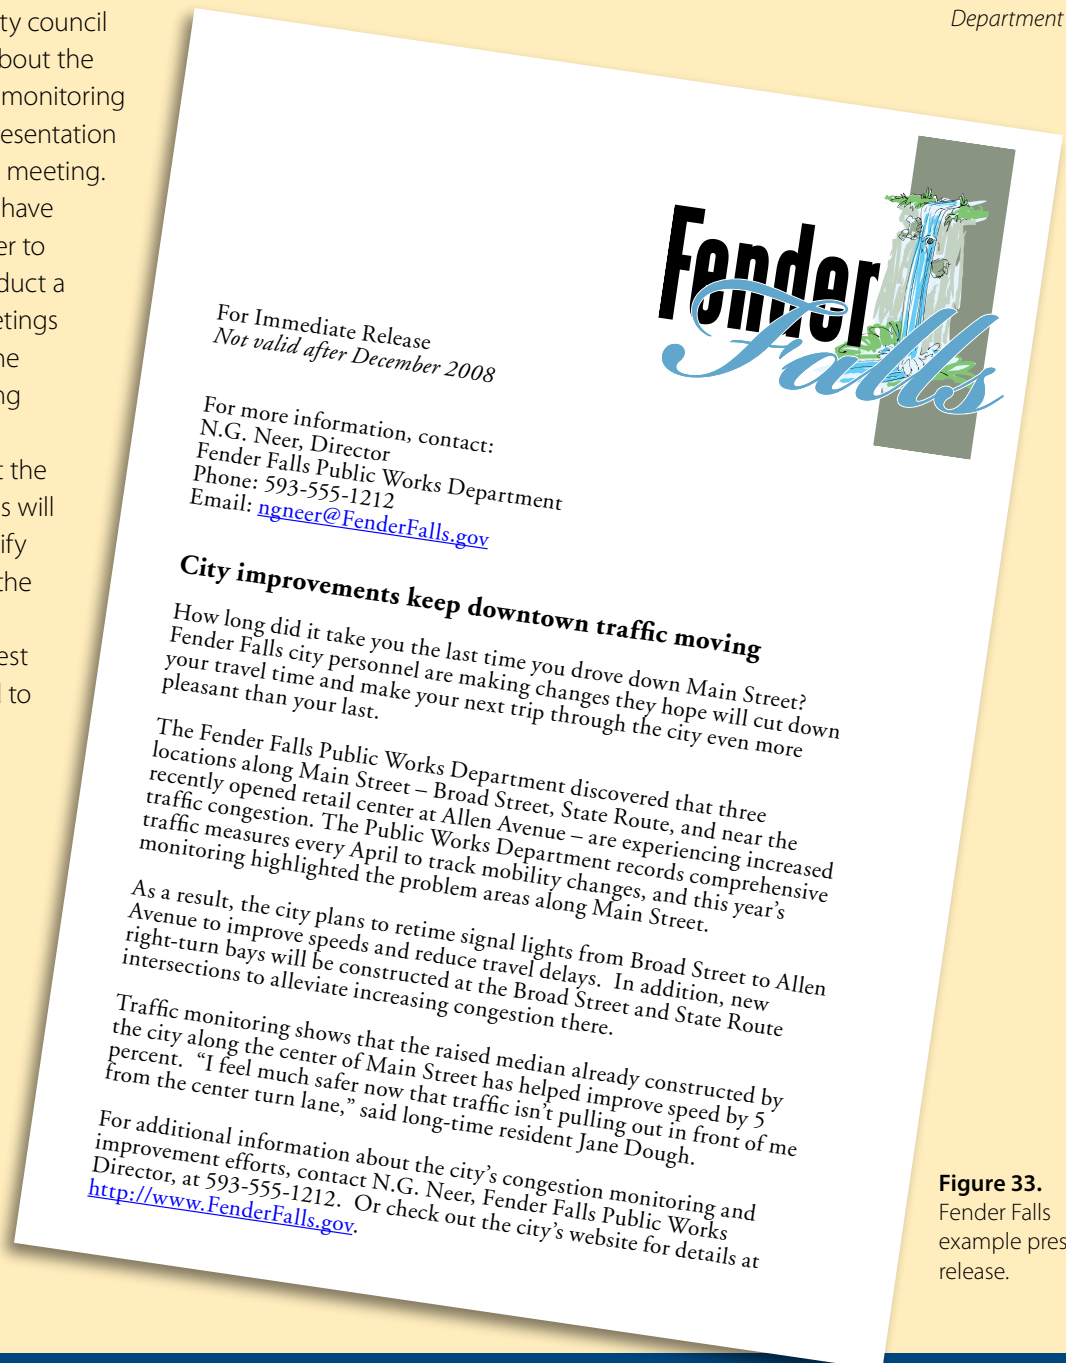 ty council
bout the
monitoring
esentation
meeting.
have
er to
duct a
etings
ne
ng
t the
s will
ify
the
est
l to
Department
Fender
Falls
For Immediate Release
Not valid after December 2008
For more information, contact:
N.G. Neer, Director
Fender Falls Public Works Department
Phone: 593-555-1212
Email: ngneer@FenderFalls.gov
City improvements keep downtown traffic moving
How long did it take you the last time you drove down Main Street?
Fender Falls city personnel are making changes they hope will cut down
your travel time and make your next trip through the city even more
pleasant than your last.
The Fender Falls Public Works Department discovered that three
locations along Main Street – Broad Street, State Route, and near the
recently opened retail center at Allen Avenue – are experiencing increased
traffic congestion. The Public Works Department records comprehensive
traffic measures every April to track mobility changes, and this year's
monitoring highlighted the problem areas along Main Street.
As a result, the city plans to retime signal lights from Broad Street to Allen
Avenue to improve speeds and reduce travel delays.  In addition, new
right-turn bays will be constructed at the Broad Street and State Route
intersections to alleviate increasing congestion there.
Traffic monitoring shows that the raised median already constructed by
the city along the center of Main Street has helped improve speed by 5
percent.  “I feel much safer now that traffic isn't pulling out in front of me
from the center turn lane,” said long-time resident Jane Dough.
For additional information about the city's congestion monitoring and
improvement efforts, contact N.G. Neer, Fender Falls Public Works
Director, at 593-555-1212.  Or check out the city's website for details at
http://www.FenderFalls.gov.
Figure 33.
Fender Falls
example pres
release.